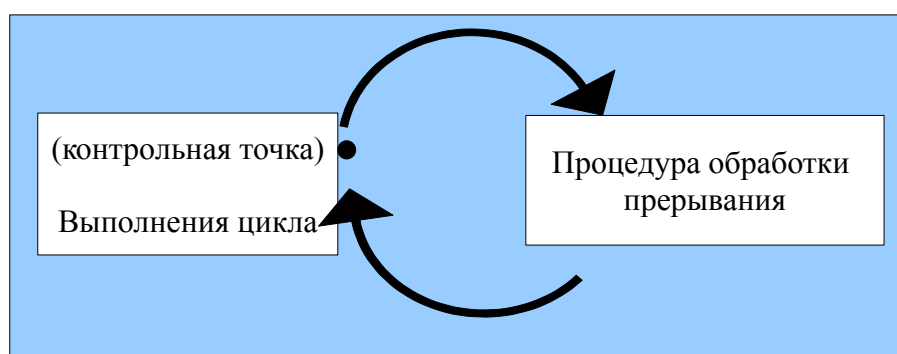 (контрольная точка)
Выполнения цикла
Процедура обработки
прерывания